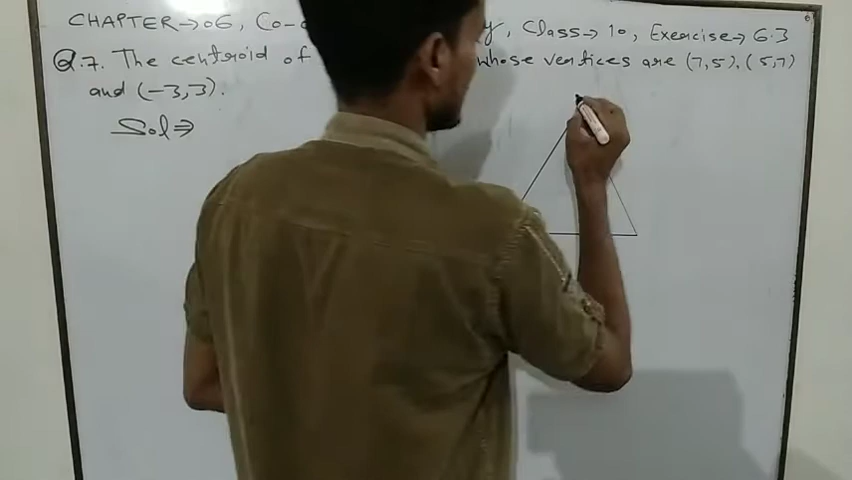 CHAPTER→06, Co- y, Class→10, Exercise→6.3
Q.7. The centroid of whose vertices are (7,5), (5,7)
and (-3,3).
Sol⇒